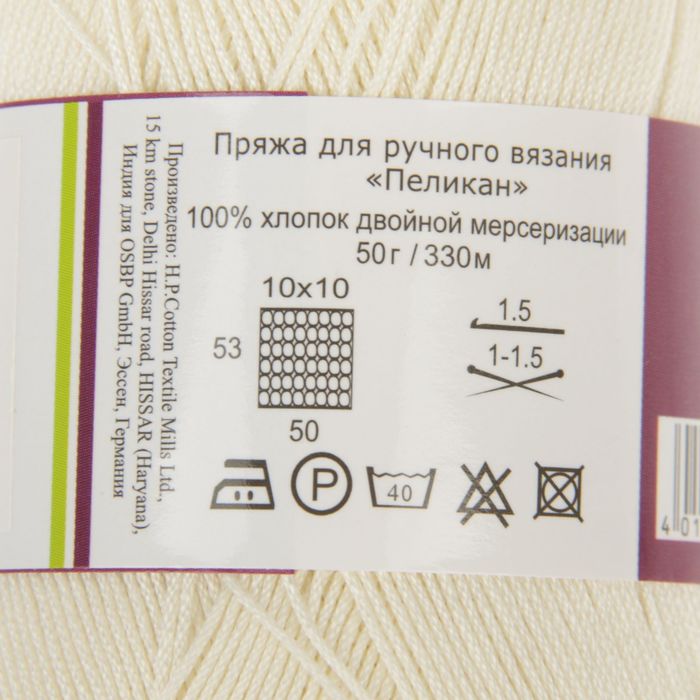 Пряжа для ручного вязания
«Пеликан»
100% хлопок двойной мерсеризации
50г / 330м
10x10
53
50
1.5
1-1.5
P
40
Произведено: H.P.Cotton Textile Mills Ltd.,
15 km stone, Delhi Hissar road, HISSAR (Haryana),
Индия для OSBP GmbH, Эссен, Германия
4 01